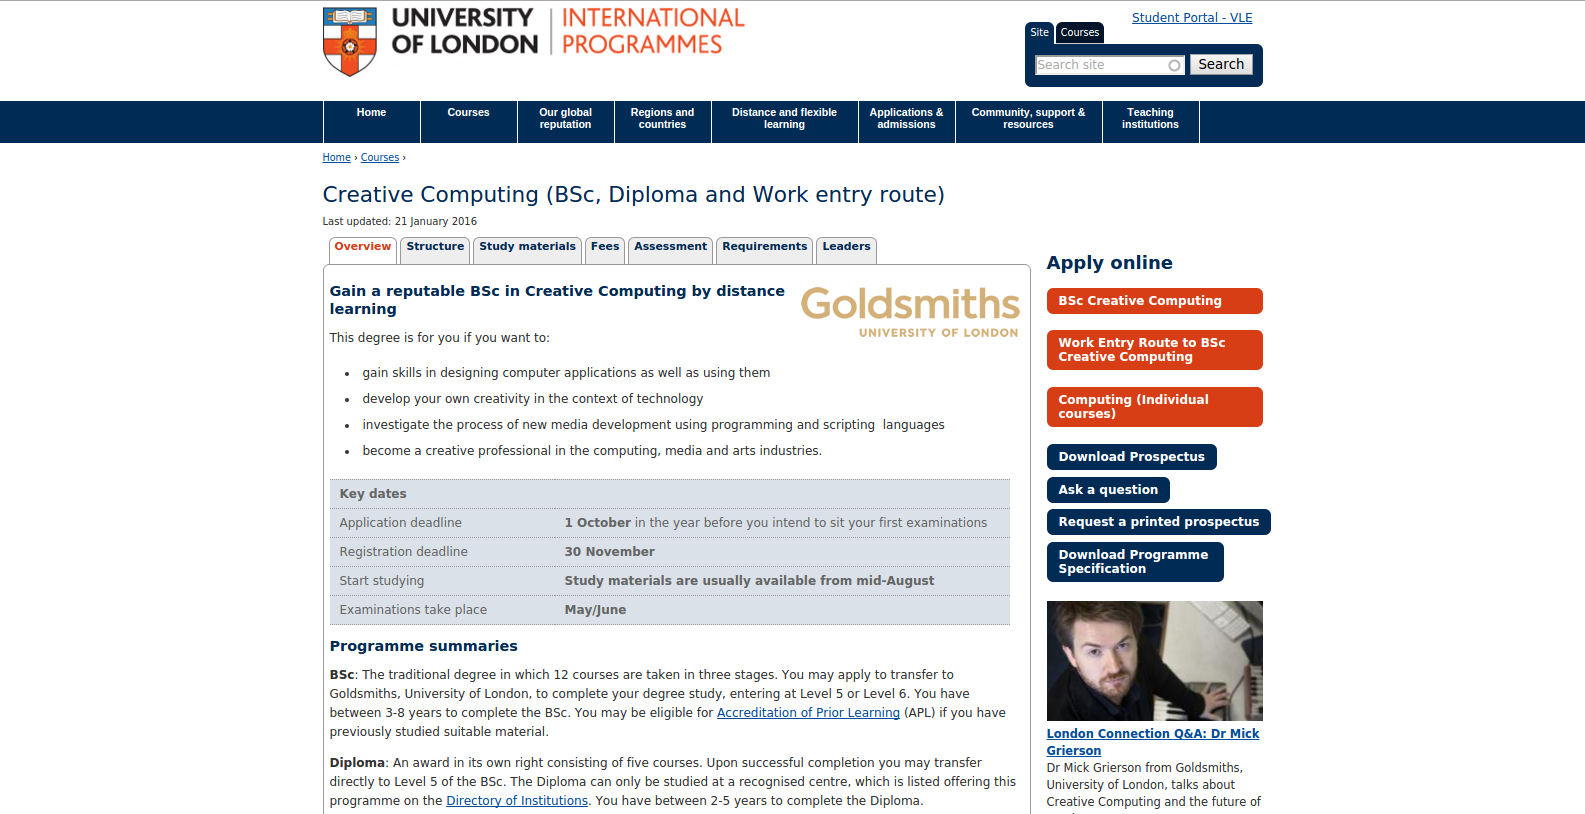 UNIVERSITY
OF LONDON
INTERNATIONAL
PROGRAMMES
Student Portal - VLE
Site
Courses
Search site
Search
Home
Courses
Our global
reputation
Regions and
countries
Distance and flexible
learning
Applications &
admissions
Community, support &
resources
Teaching
institutions
Home › Courses ›
Creative Computing (BSc, Diploma and Work entry route)
Last updated: 21 January 2016
Overview
Structure
Study materials
Fees
Assessment
Requirements
Leaders
Gain a reputable BSc in Creative Computing by distance
learning
Goldsmiths
UNIVERSITY OF LONDON
This degree is for you if you want to:
• gain skills in designing computer applications as well as using them
• develop your own creativity in the context of technology
• investigate the process of new media development using programming and scripting  languages
• become a creative professional in the computing, media and arts industries.
Key dates
Application deadline 1 October in the year before you intend to sit your first examinations
Registration deadline 30 November
Start studying Study materials are usually available from mid-August
Examinations take place May/June
Programme summaries
BSc: The traditional degree in which 12 courses are taken in three stages. You may apply to transfer to
Goldsmiths, University of London, to complete your degree study, entering at Level 5 or Level 6. You have
between 3-8 years to complete the BSc. You may be eligible for Accreditation of Prior Learning (APL) if you have
previously studied suitable material.
Diploma: An award in its own right consisting of five courses. Upon successful completion you may transfer
directly to Level 5 of the BSc. The Diploma can only be studied at a recognised centre, which is listed offering this
programme on the Directory of Institutions. You have between 2-5 years to complete the Diploma.
Apply online
BSc Creative Computing
Work Entry Route to BSc
Creative Computing
Computing (Individual
courses)
Download Prospectus
Ask a question
Request a printed prospectus
Download Programme
Specification
London Connection Q&A: Dr Mick
Grierson
Dr Mick Grierson from Goldsmiths,
University of London, talks about
Creative Computing and the future of